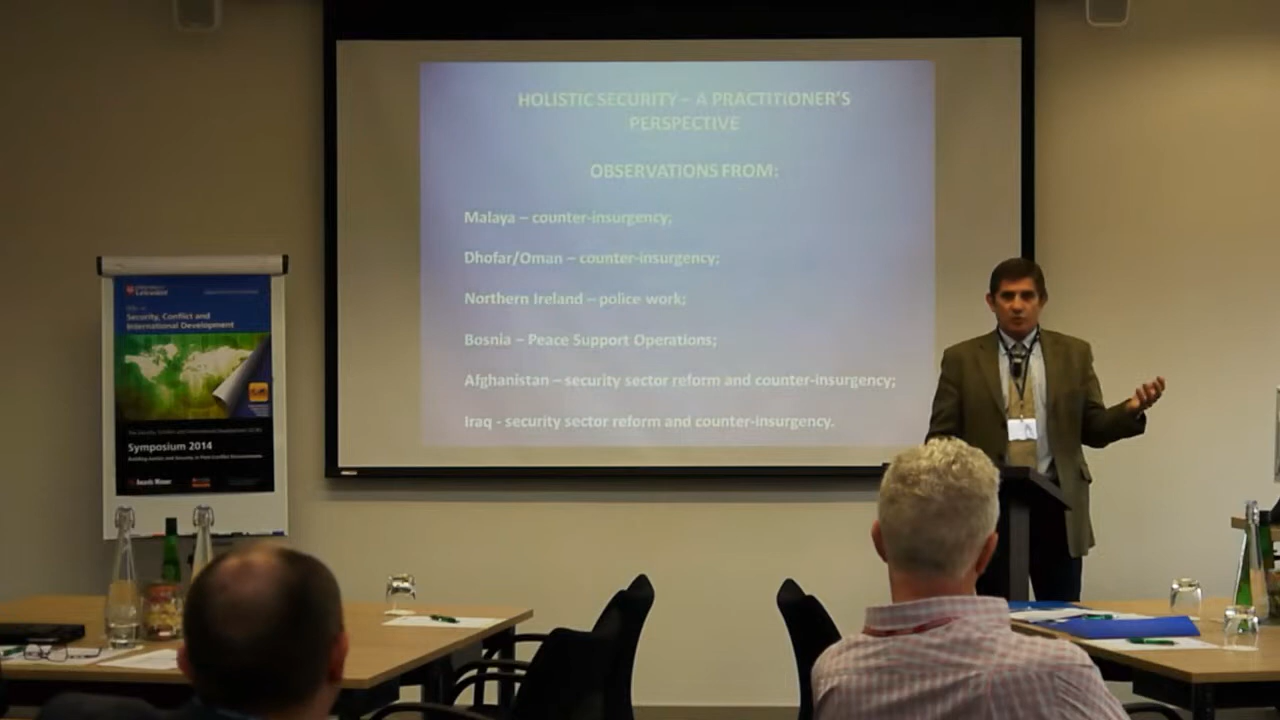 HOLISTIC SECURITY – A PRACTITIONER'S
PERSPECTIVE
OBSERVATIONS FROM:
Malaya – counter-insurgency;
Dhofar/Oman – counter-insurgency;
Northern Ireland – police work;
Bosnia – Peace Support Operations;
Afghanistan – security sector reform and counter-insurgency;
Iraq - security sector reform and counter-insurgency.
Leicester
Security, Conflict and
International Development
Symposium 2014